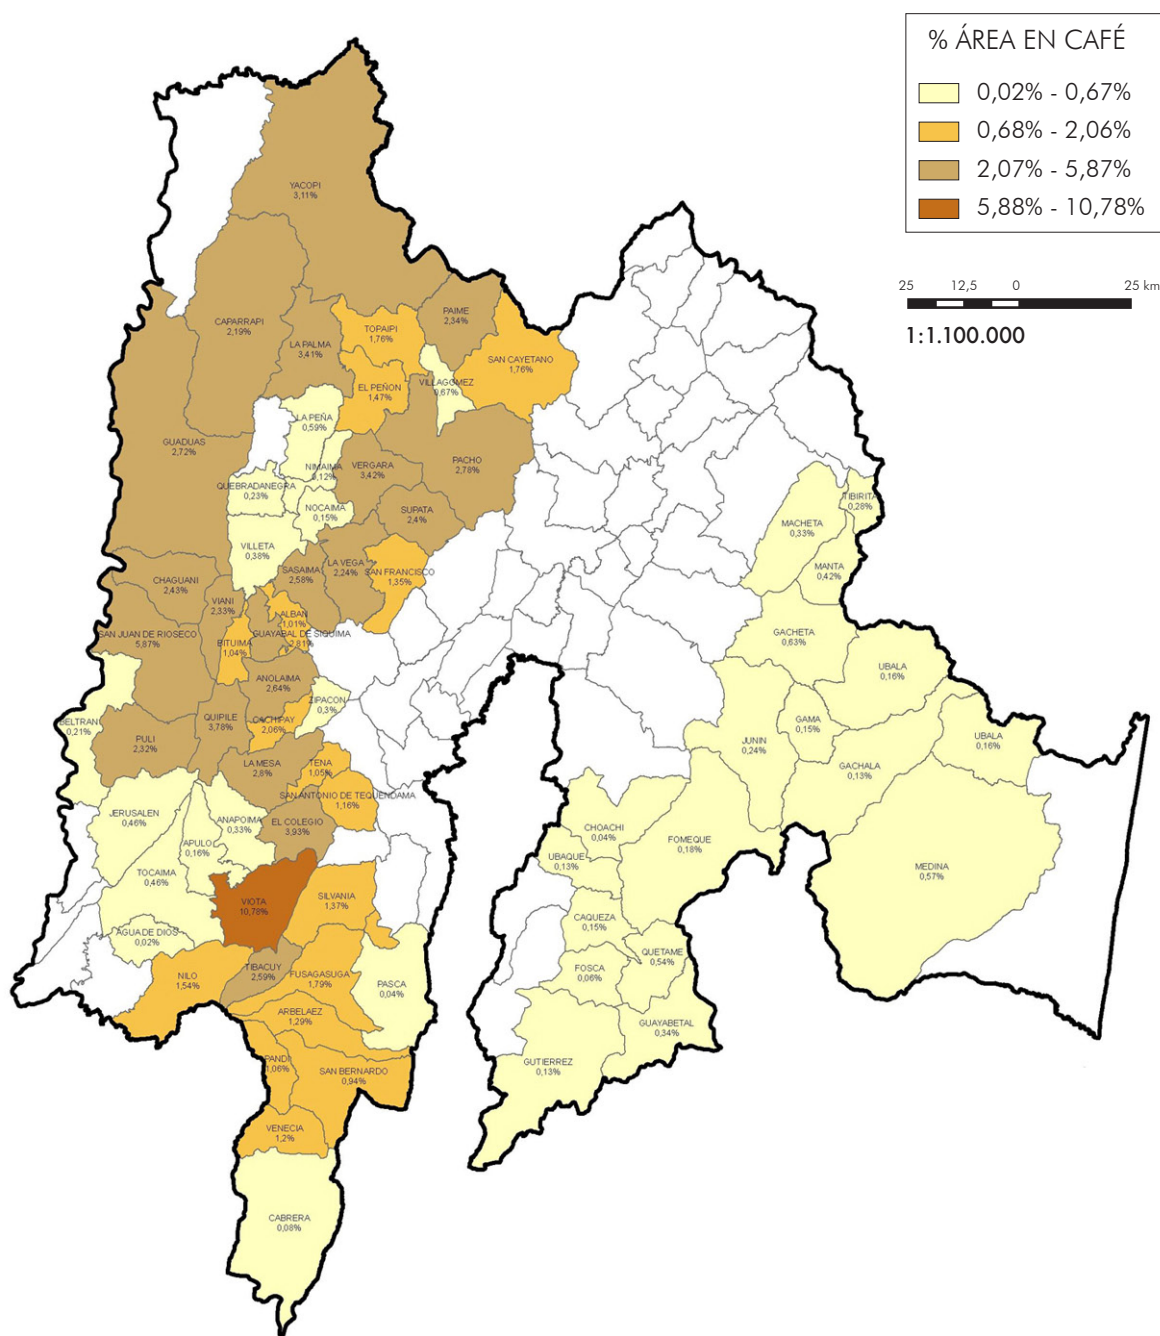 % ÁREA EN CAFÉ
0,02% - 0,67%
0,68% - 2,06%
2,07% - 5,87%
5,88% - 10,78%
25 12,5 0 25 km
1:1.100.000
YACOPI
3,11%
CAPARRAPI
2,19%
LA PALMA
3,41%
TOPAIPI
1,76%
PAIME
2,34%
SAN CAYETANO
1,76%
EL PEÑON
1,47%
VILLAGOMEZ
0,67%
LA PEÑA
0,59%
GUADUAS
2,72%
NIMAIMA
0,12%
VERGARA
3,42%
PACHO
2,78%
QUEBRADANEGRA
0,23%
NOCAIMA
0,15%
SUPATA
2,4%
VILLETA
0,38%
SASAIMA
2,58%
LA VEGA
2,24%
SAN FRANCISCO
1,35%
CHAGUANI
2,43%
VIANI
2,33%
ALBAN
1,01%
SAN JUAN DE RIOSECO
5,87%
BITUIMA
1,04%
GUAYABAL DE SIQUIMA
2,81%
ANOLAIMA
2,64%
ZIPACON
0,3%
BELTRAN
0,21%
PULI
2,32%
QUIPILE
3,78%
CACHIPAY
2,06%
LA MESA
2,8%
TENA
1,05%
SAN ANTONIO DE TEQUENDAMA
1,16%
JERUSALEN
0,46%
ANAPOIMA
0,33%
EL COLEGIO
3,93%
APULO
0,16%
TOCAIMA
0,46%
VIOTA
10,78%
SILVANIA
1,37%
AGUA DE DIOS
0,02%
NILO
1,54%
TIBACUY
2,59%
FUSAGASUGA
1,79%
PASCA
0,04%
ARBELAEZ
1,29%
PANDI
1,06%
SAN BERNARDO
0,94%
VENECIA
1,2%
CABRERA
0,08%
TIBIRITA
0,28%
MACHETA
0,33%
MANTA
0,42%
GACHETA
0,63%
UBALA
0,16%
GAMA
0,15%
UBALA
0,16%
JUNIN
0,24%
GACHALA
0,13%
CHOACHI
0,04%
FOMEQUE
0,18%
UBAQUE
0,13%
MEDINA
0,57%
CAQUEZA
0,15%
QUETAME
0,54%
FOSCA
0,06%
GUAYABETAL
0,34%
GUTIERREZ
0,13%